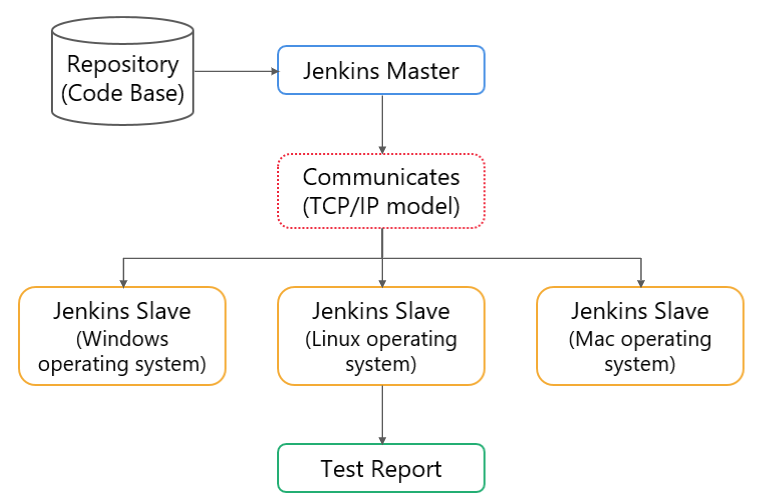 Repository
(Code Base)
Jenkins Master
Communicates
(TCP/IP model)
Jenkins Slave
(Windows
operating system)
Jenkins Slave
(Linux operating
system)
Jenkins Slave
(Mac operating
system)
Test Report